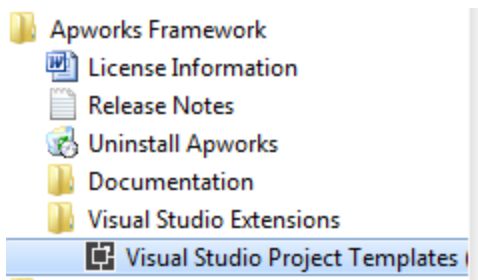 Apworks Framework
License Information
Release Notes
Uninstall Apworks
Documentation
Visual Studio Extensions
Visual Studio Project Templates (